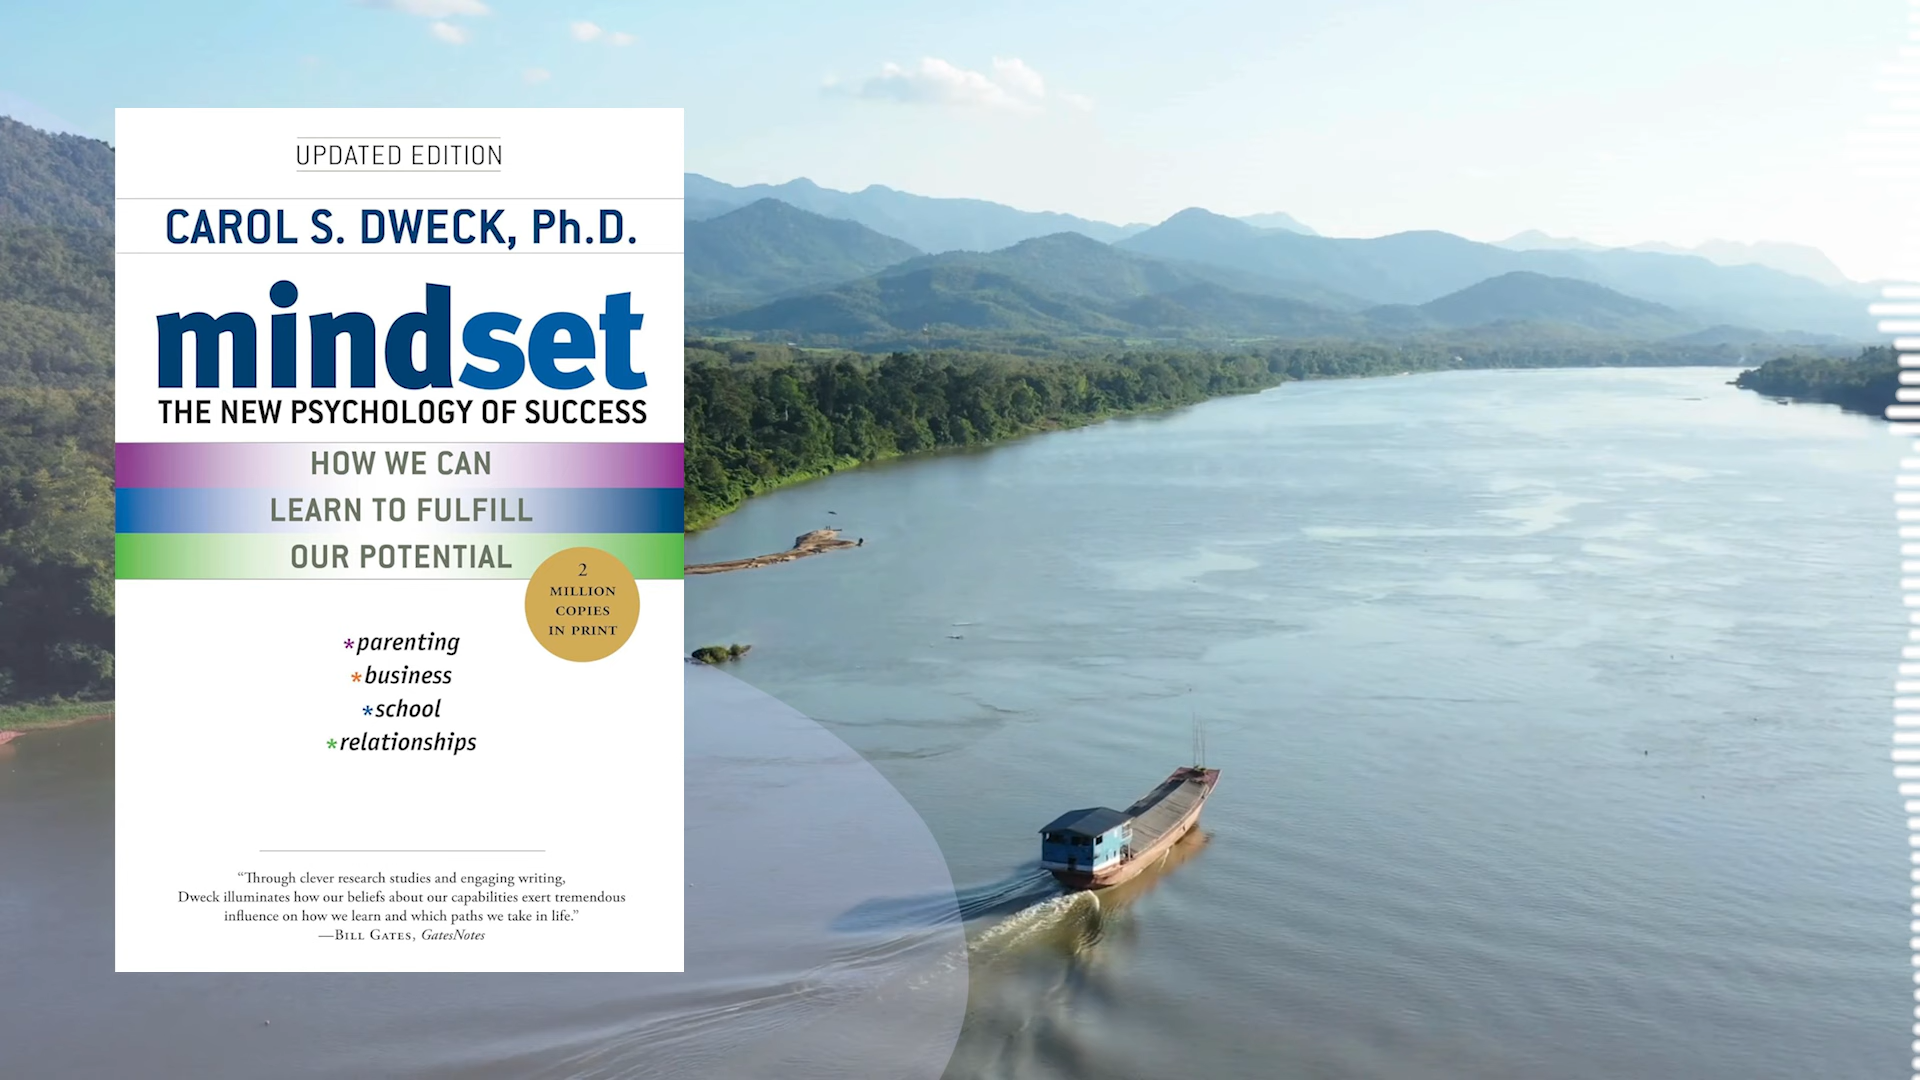 UPDATED EDITION
CAROL S. DWECK, Ph.D.
mindset
THE NEW PSYCHOLOGY OF SUCCESS
HOW WE CAN
LEARN TO FULFILL
OUR POTENTIAL
2
MILLION
COPIES
IN PRINT
*parenting
*business
*school
*relationships
“Through clever research studies and engaging writing,
Dweck illuminates how our beliefs about our capabilities exert tremendous
influence on how we learn and which paths we take in life.”
—BILL GATES, GatesNotes